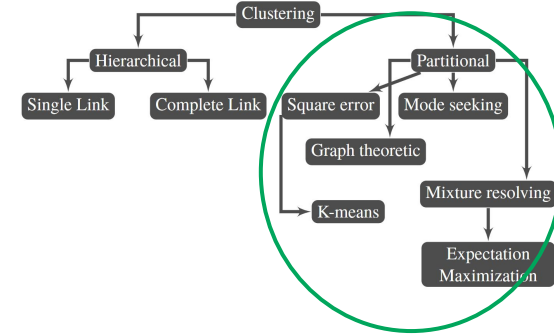 Clustering
Hierarchical
Partitional
Single Link
Complete Link
Square error
Mode seeking
Graph theoretic
Mixture resolving
K-means
Expectation
Maximization